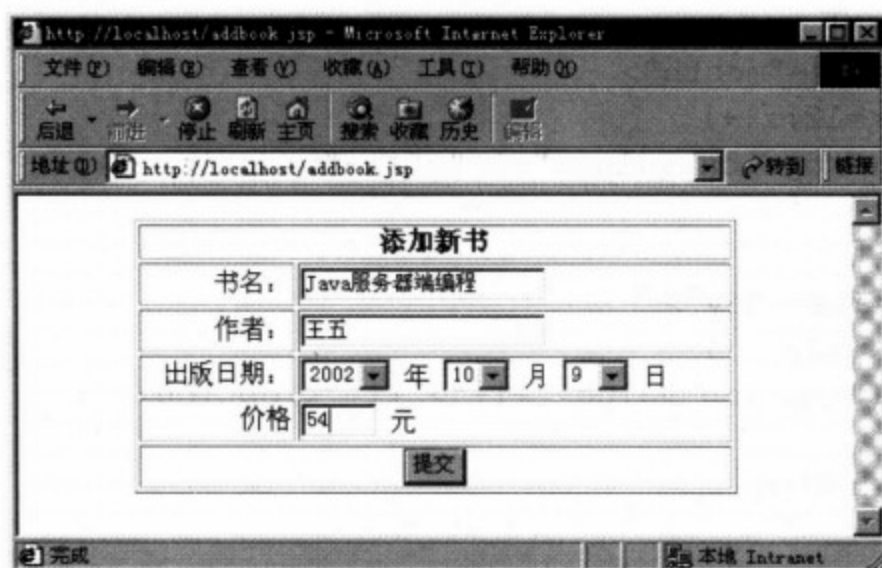 http://localhost/addbook.jsp - Microsoft Internet Explorer
文件(F) 编辑(E) 查看(V) 收藏(A) 工具(T) 帮助(H)
后退 前进 停止 刷新 主页 搜索 收藏 历史 编辑
地址(D) http://localhost/addbook.jsp 转到 链接
添加新书
书名： Java服务器端编程
作者： 王五
出版日期： 2002 年 10 月 9 日
价格 54 元
提交
完成 本地 Intranet